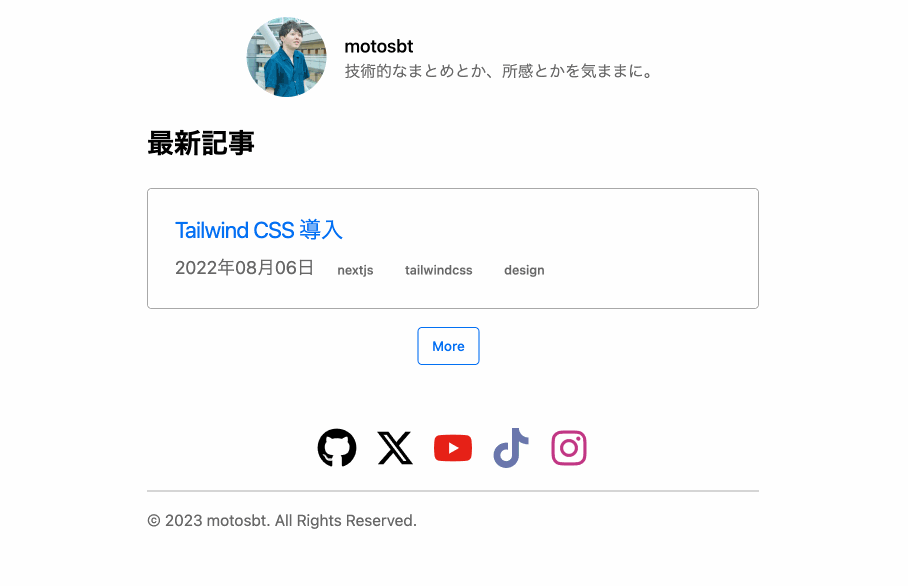 motosbt
技術的なまとめとか、所感とかを気ままに。
最新記事
Tailwind CSS 導入
2022年08月06日 nextjs tailwindcss design
More
© 2023 motosbt. All Rights Reserved.